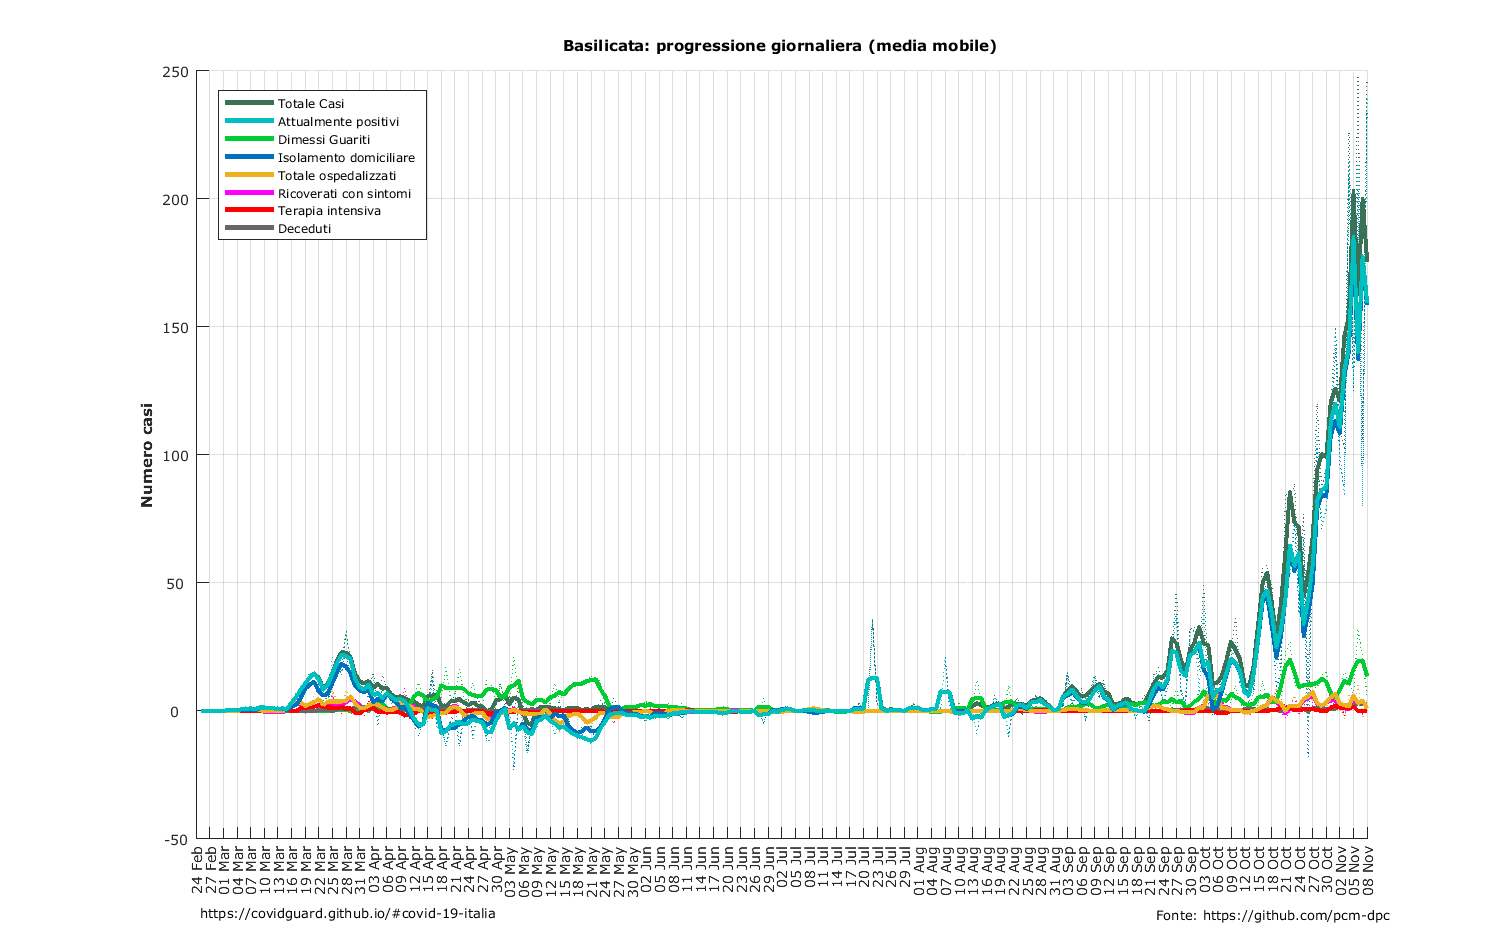 Basilicata: progressione giornaliera (media mobile)
250
200
150
100
50
0
-50
Numero casi
Totale Casi
Attualmente positivi
Dimessi Guariti
Isolamento domiciliare
Totale ospedalizzati
Ricoverati con sintomi
Terapia intensiva
Deceduti
24 Feb
27 Feb
01 Mar
04 Mar
07 Mar
10 Mar
13 Mar
16 Mar
19 Mar
22 Mar
25 Mar
28 Mar
31 Mar
03 Apr
06 Apr
09 Apr
12 Apr
15 Apr
18 Apr
21 Apr
24 Apr
27 Apr
30 Apr
03 May
06 May
09 May
12 May
15 May
18 May
21 May
24 May
27 May
30 May
02 Jun
05 Jun
08 Jun
11 Jun
14 Jun
17 Jun
20 Jun
23 Jun
26 Jun
29 Jun
02 Jul
05 Jul
08 Jul
11 Jul
14 Jul
17 Jul
20 Jul
23 Jul
26 Jul
29 Jul
01 Aug
04 Aug
07 Aug
10 Aug
13 Aug
16 Aug
19 Aug
22 Aug
25 Aug
28 Aug
31 Aug
03 Sep
06 Sep
09 Sep
12 Sep
15 Sep
18 Sep
21 Sep
24 Sep
27 Sep
30 Sep
03 Oct
06 Oct
09 Oct
12 Oct
15 Oct
18 Oct
21 Oct
24 Oct
27 Oct
30 Oct
02 Nov
05 Nov
08 Nov
https://covidguard.github.io/#covid-19-italia
Fonte: https://github.com/pcm-dpc